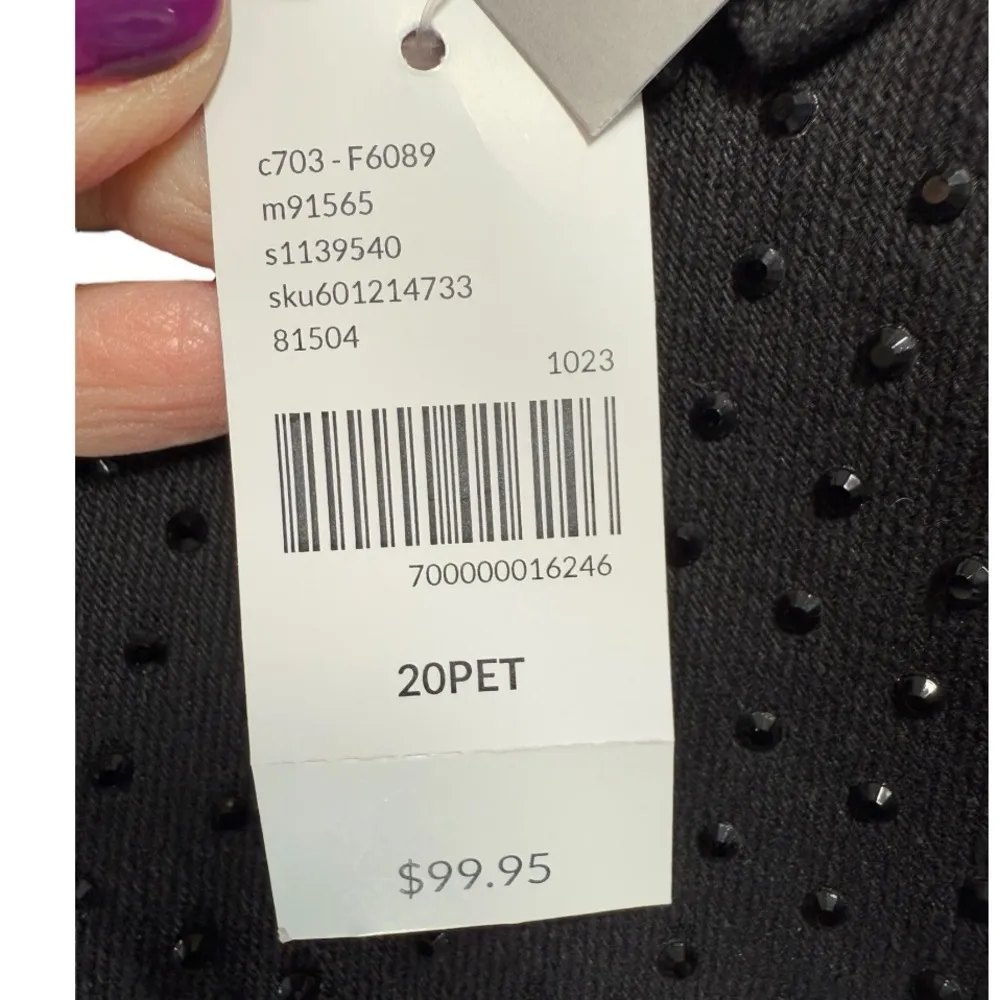 c703 - F6089
m91565
s1139540
sku601214733
81504
1023
700000016246
20PET
$99.95